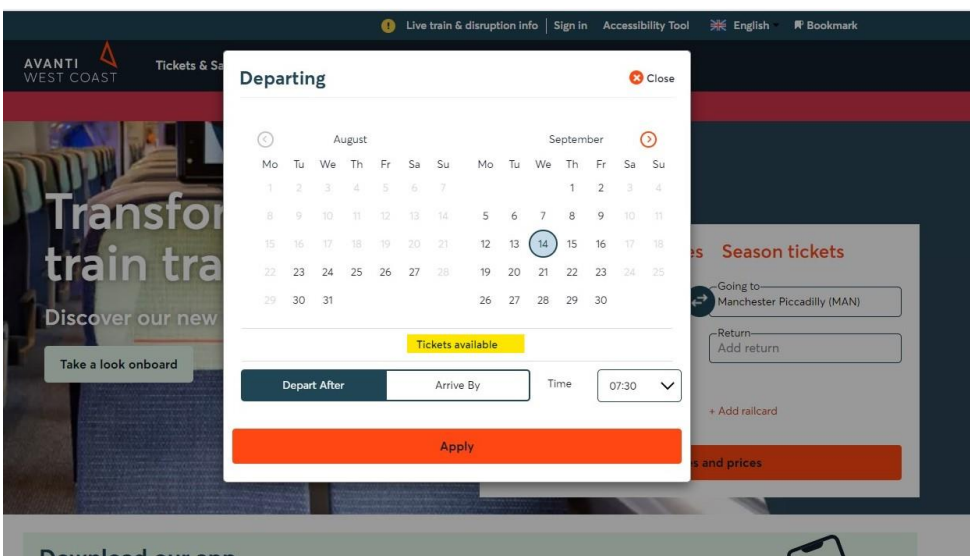 Live train & disruption info Sign in Accessibility Tool English Bookmark
AVANTI
WEST COAST
Tickets & Sa
Departing
Close
August September
Mo Tu We Th Fr Sa Su Mo Tu We Th Fr Sa Su
1 2 3 4 5 6 7 1 2 3 4
8 9 10 11 12 13 14 5 6 7 8 9 10 11
15 16 17 18 19 20 21 12 13 14 15 16 17 18
22 23 24 25 26 27 28 19 20 21 22 23 24 25
29 30 31 26 27 28 29 30
Tickets available
Depart After Arrive By Time 07:30
Apply
Transfor
train tra
Discover our new
Take a look onboard
es Season tickets
Going to
Manchester Piccadilly (MAN)
Return
Add return
+ Add railcard
s and prices
Download our app